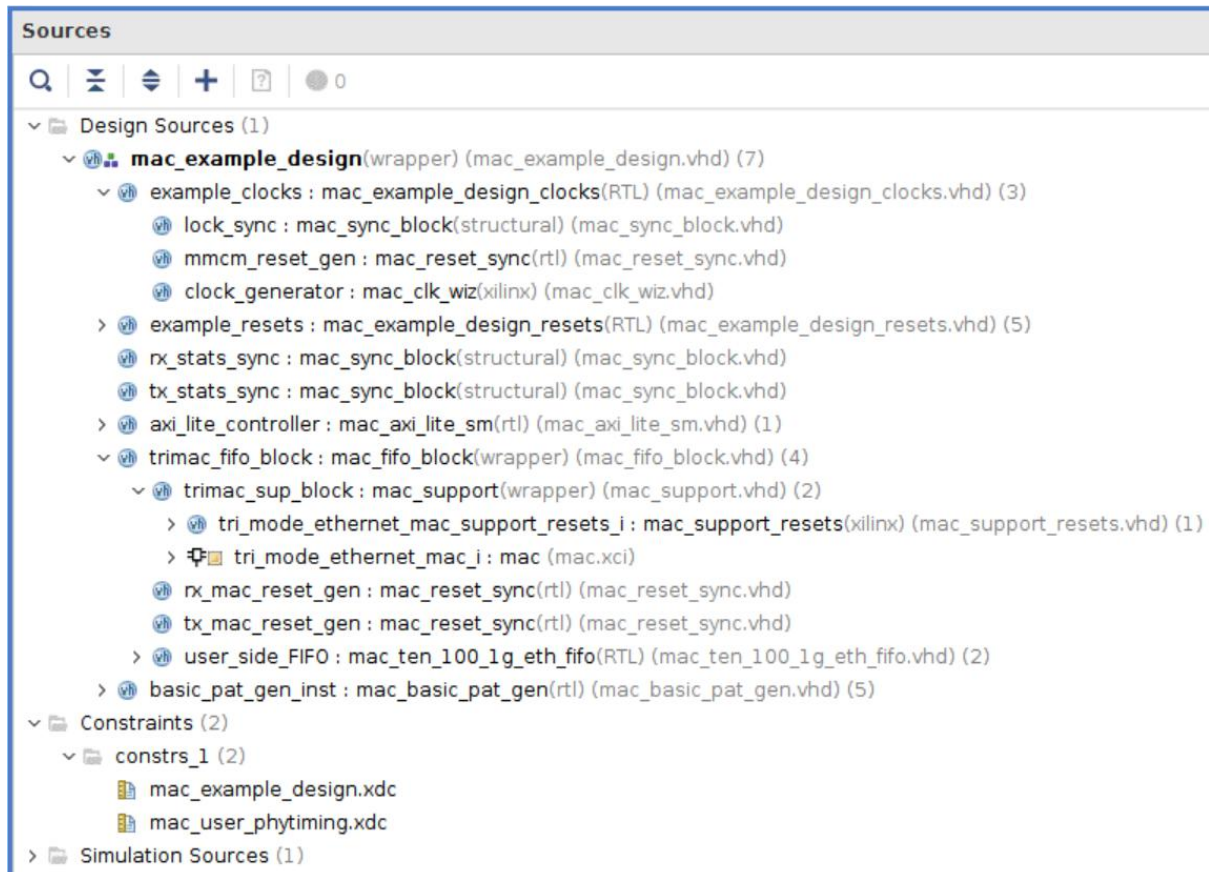 Sources
0
Design Sources (1)
mac_example_design(wrapper) (mac_example_design.vhd) (7)
example_clocks : mac_example_design_clocks(RTL) (mac_example_design_clocks.vhd) (3)
lock_sync : mac_sync_block(structural) (mac_sync_block.vhd)
mmcm_reset_gen : mac_reset_sync(rtl) (mac_reset_sync.vhd)
clock_generator : mac_clk_wiz(xilinx) (mac_clk_wiz.vhd)
example_resets : mac_example_design_resets(RTL) (mac_example_design_resets.vhd) (5)
rx_stats_sync : mac_sync_block(structural) (mac_sync_block.vhd)
tx_stats_sync : mac_sync_block(structural) (mac_sync_block.vhd)
axi_lite_controller : mac_axi_lite_sm(rtl) (mac_axi_lite_sm.vhd) (1)
trimac_fifo_block : mac_fifo_block(wrapper) (mac_fifo_block.vhd) (4)
trimac_sup_block : mac_support(wrapper) (mac_support.vhd) (2)
tri_mode_ethernet_mac_support_resets_i : mac_support_resets(xilinx) (mac_support_resets.vhd) (1)
tri_mode_ethernet_mac_i : mac (mac.xci)
rx_mac_reset_gen : mac_reset_sync(rtl) (mac_reset_sync.vhd)
tx_mac_reset_gen : mac_reset_sync(rtl) (mac_reset_sync.vhd)
user_side_FIFO : mac_ten_100_1g_eth_fifo(RTL) (mac_ten_100_1g_eth_fifo.vhd) (2)
basic_pat_gen_inst : mac_basic_pat_gen(rtl) (mac_basic_pat_gen.vhd) (5)
Constraints (2)
constrs_1 (2)
mac_example_design.xdc
mac_user_phytiming.xdc
Simulation Sources (1)